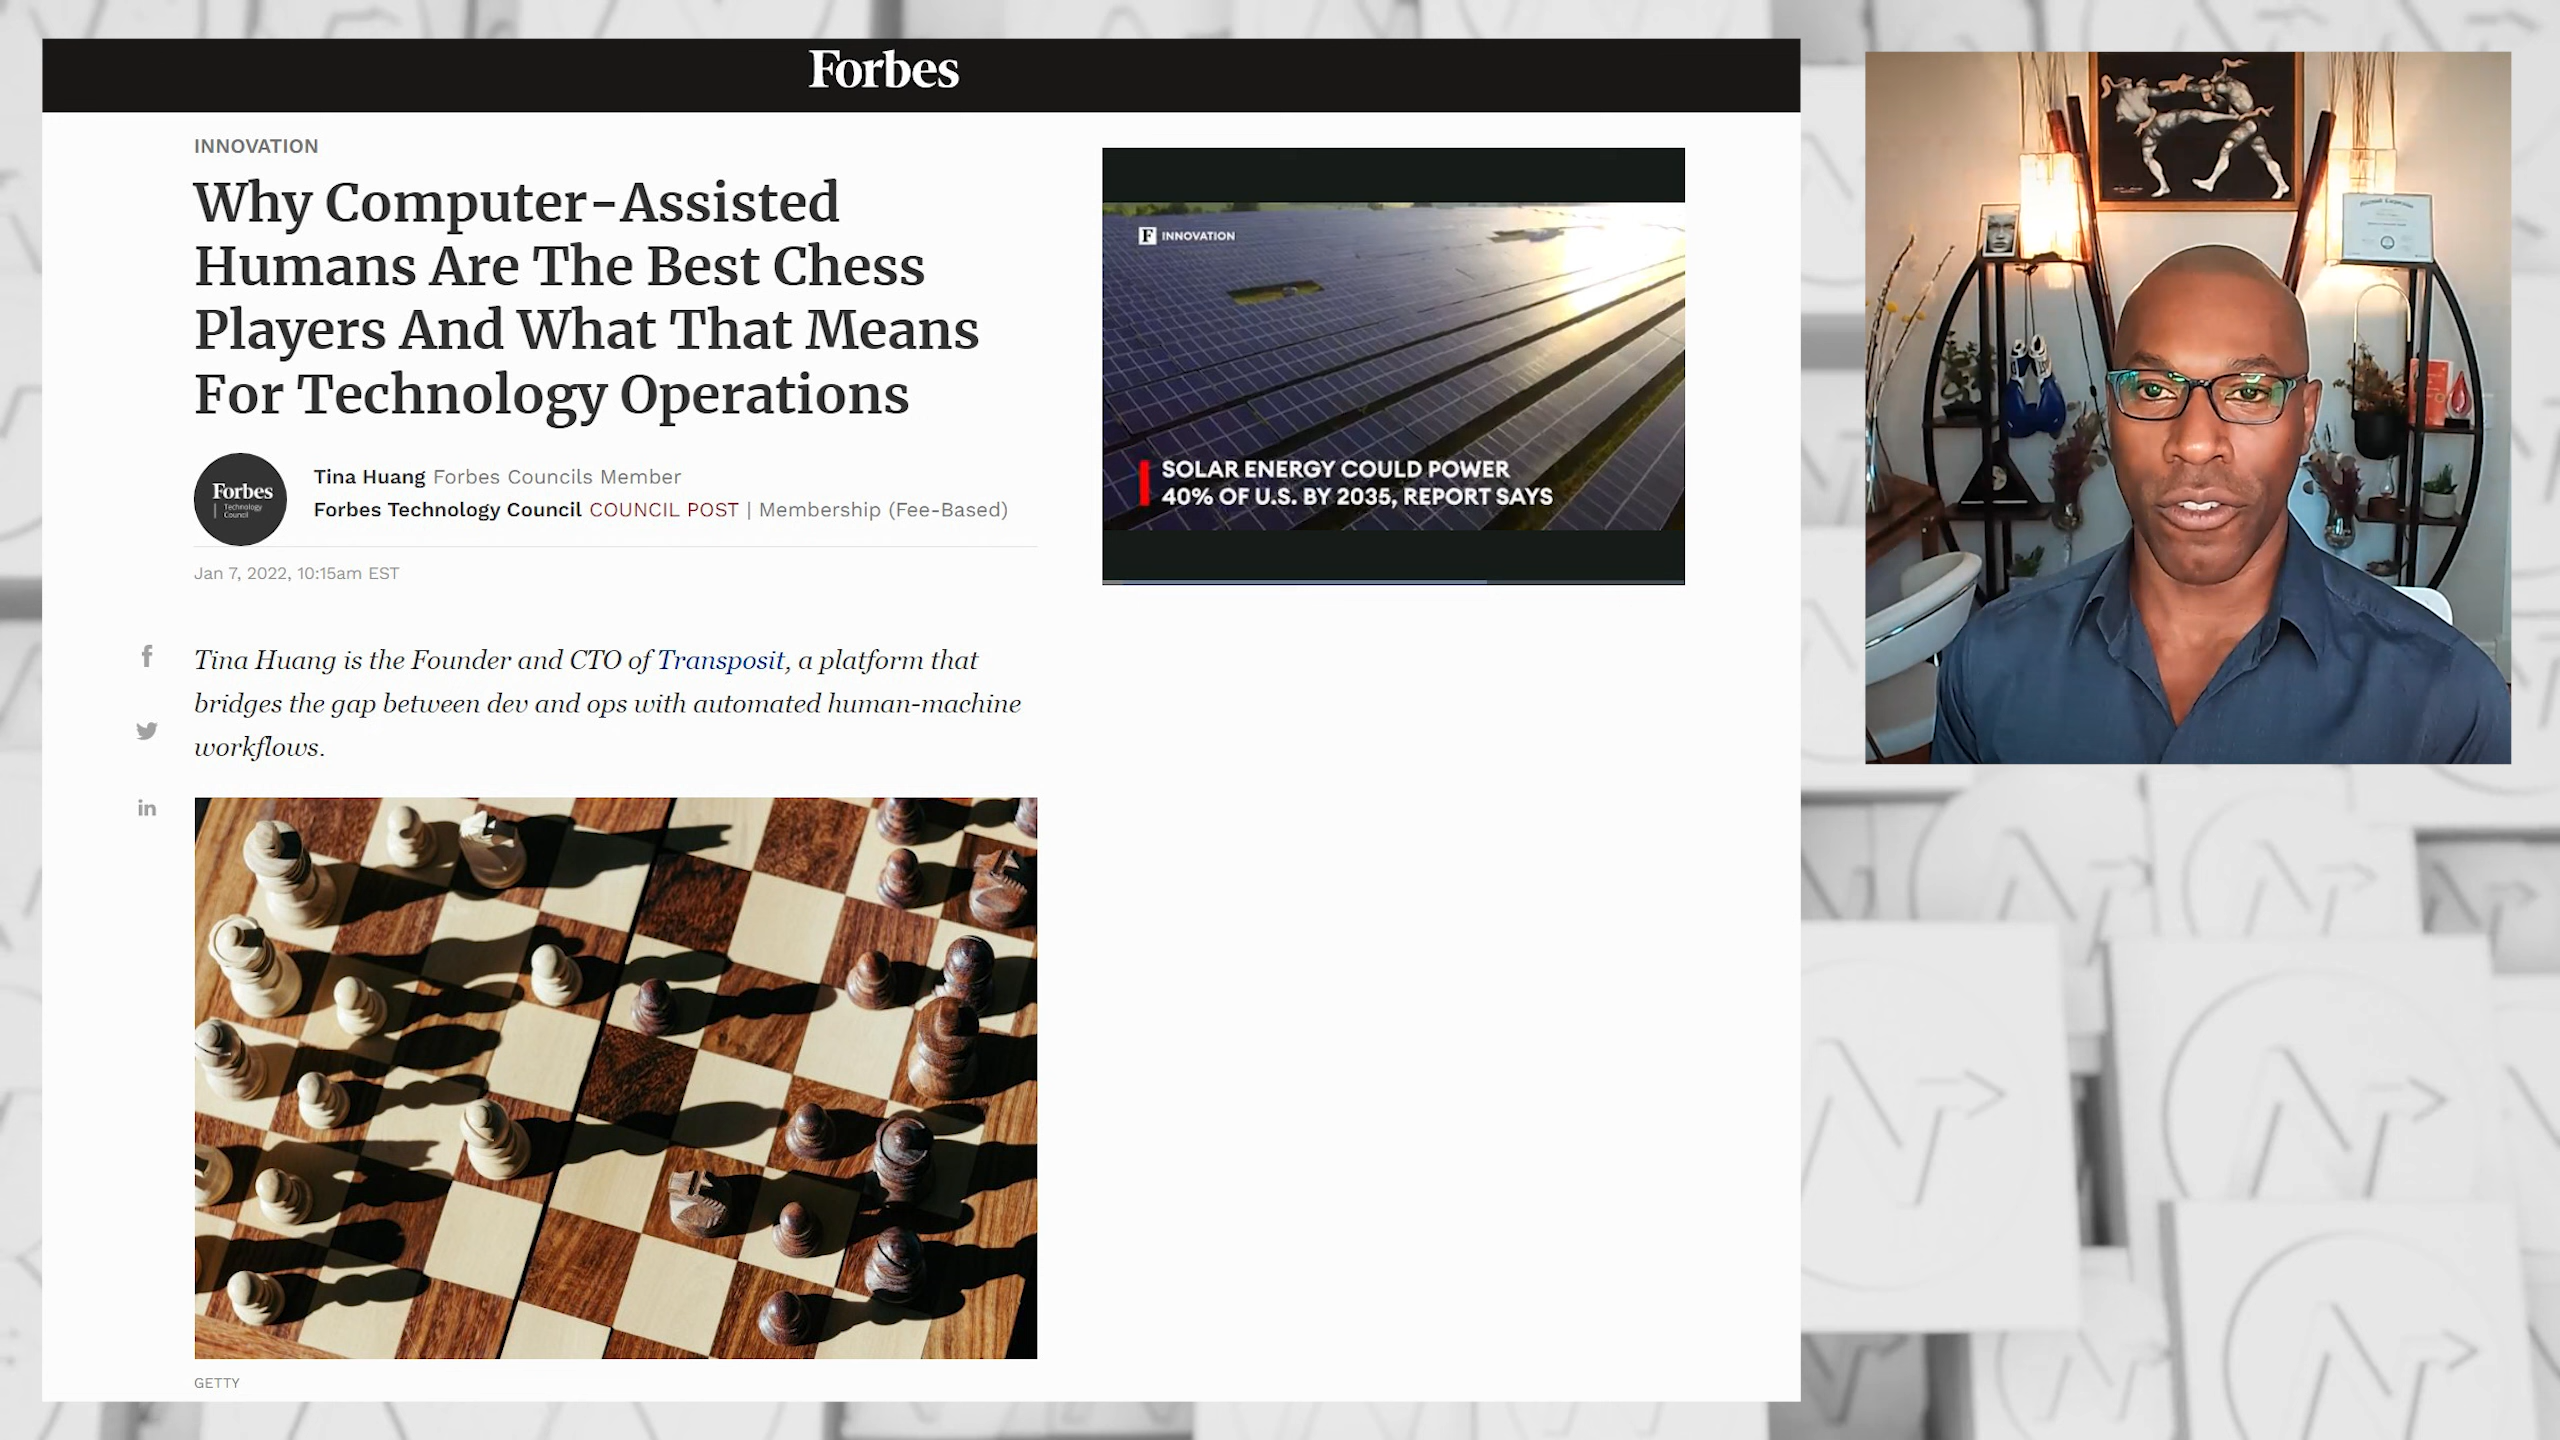 Forbes
INNOVATION
Why Computer-Assisted
Humans Are The Best Chess
Players And What That Means
For Technology Operations
Forbes
Technology
Council
Tina Huang Forbes Councils Member
Forbes Technology Council COUNCIL POST | Membership (Fee-Based)
Jan 7, 2022, 10:15am EST
Tina Huang is the Founder and CTO of Transposit, a platform that
bridges the gap between dev and ops with automated human-machine
workflows.
GETTY
F INNOVATION
SOLAR ENERGY COULD POWER
40% OF U.S. BY 2035, REPORT SAYS